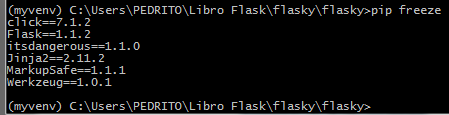 (myvenv) C:\Users\PEDRITO\Libro Flask\flasky\flasky>pip freeze
Click==7.1.2
Flask==1.1.2
itsdangerous==1.1.0
Jinja2==2.11.2
MarkupSafe==1.1.1
Werkzeug==1.0.1
(myvenv) C:\Users\PEDRITO\Libro Flask\flasky\flasky>